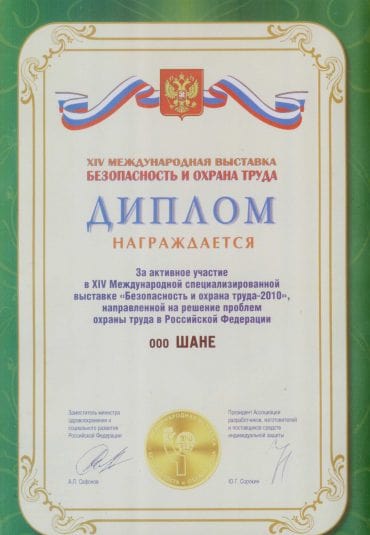 XIV МЕЖДУНАРОДНАЯ ВЫСТАВКА
БЕЗОПАСНОСТЬ И ОХРАНА ТРУДА
ДИПЛОМ
НАГРАЖДАЕТСЯ
За активное участие
в XIV Международной специализированной
выставке «Безопасность и охрана труда-2010»,
направленной на решение проблем
охраны труда в Российской Федерации
ООО ШАНЕ
Заместитель министра
здравоохранения и
социального развития
Российской Федерации
А.Л. Сафонов
Президент Ассоциации
разработчиков, изготовителей
и поставщиков средств
индивидуальной защиты
Ю.Г. Сорокин